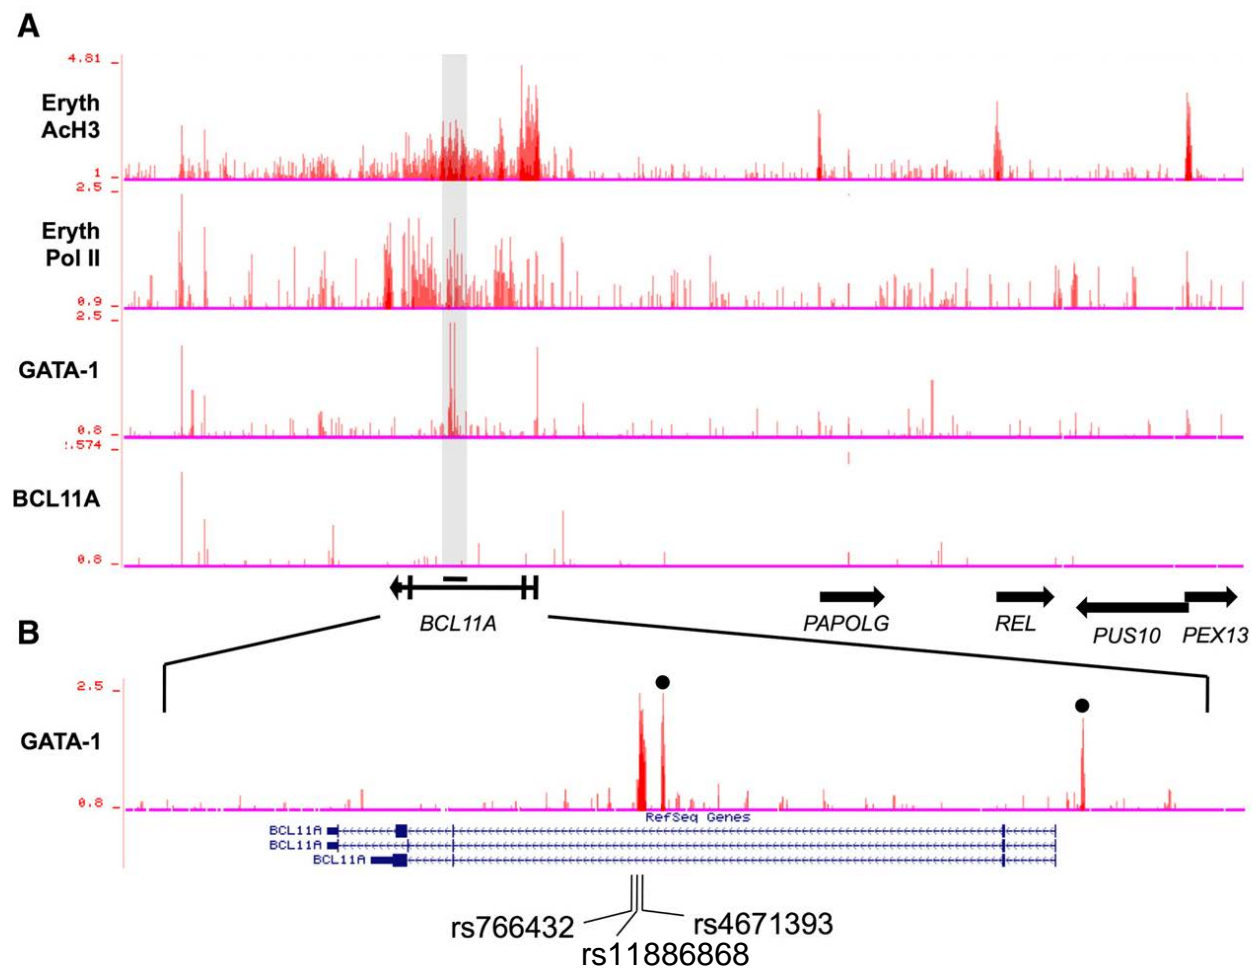 A
4.81
Eryth
AcH3
1
2.5
Eryth
Pol II
0.9
2.5
GATA-1
0.8
:.574
BCL11A
0.8
BCL11A
PAPOLG
REL
PUS10
PEX13
B
2.5
GATA-1
0.8
RefSeq Genes
BCL11A
BCL11A
BCL11A
rs766432
rs4671393
rs11886868